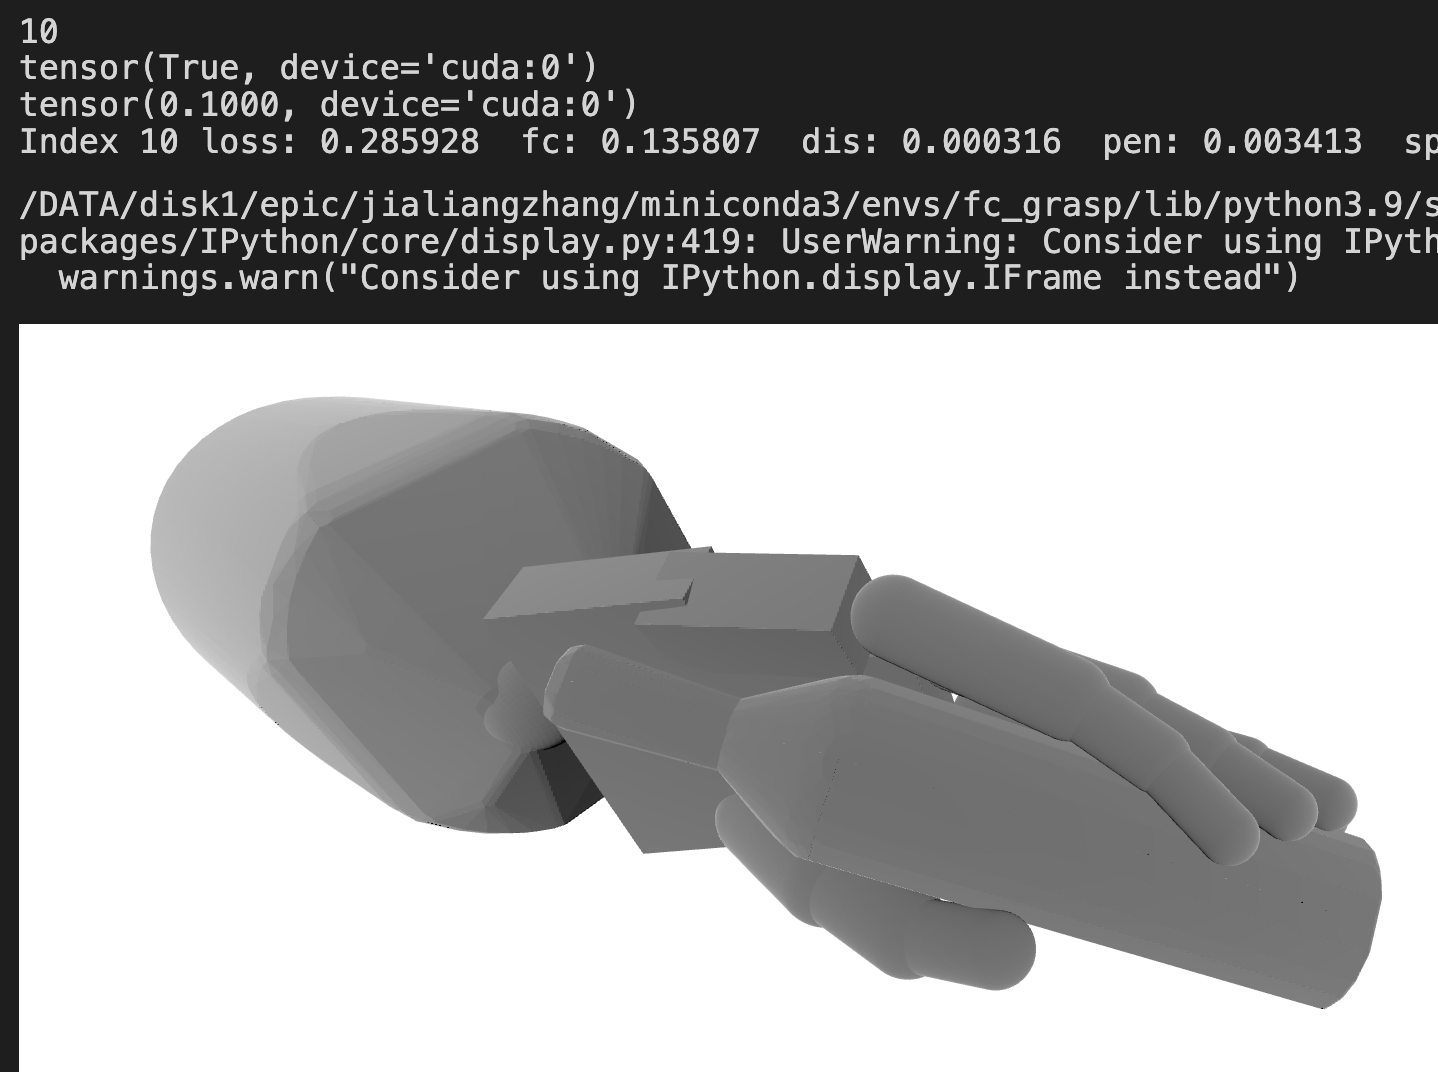 10
tensor(True, device='cuda:0')
tensor(0.1000, device='cuda:0')
Index 10 loss: 0.285928  fc: 0.135807  dis: 0.000316  pen: 0.003413  sp
/DATA/disk1/epic/jialiangzhang/miniconda3/envs/fc_grasp/lib/python3.9/s
packages/IPython/core/display.py:419: UserWarning: Consider using IPyth
  warnings.warn("Consider using IPython.display.IFrame instead")